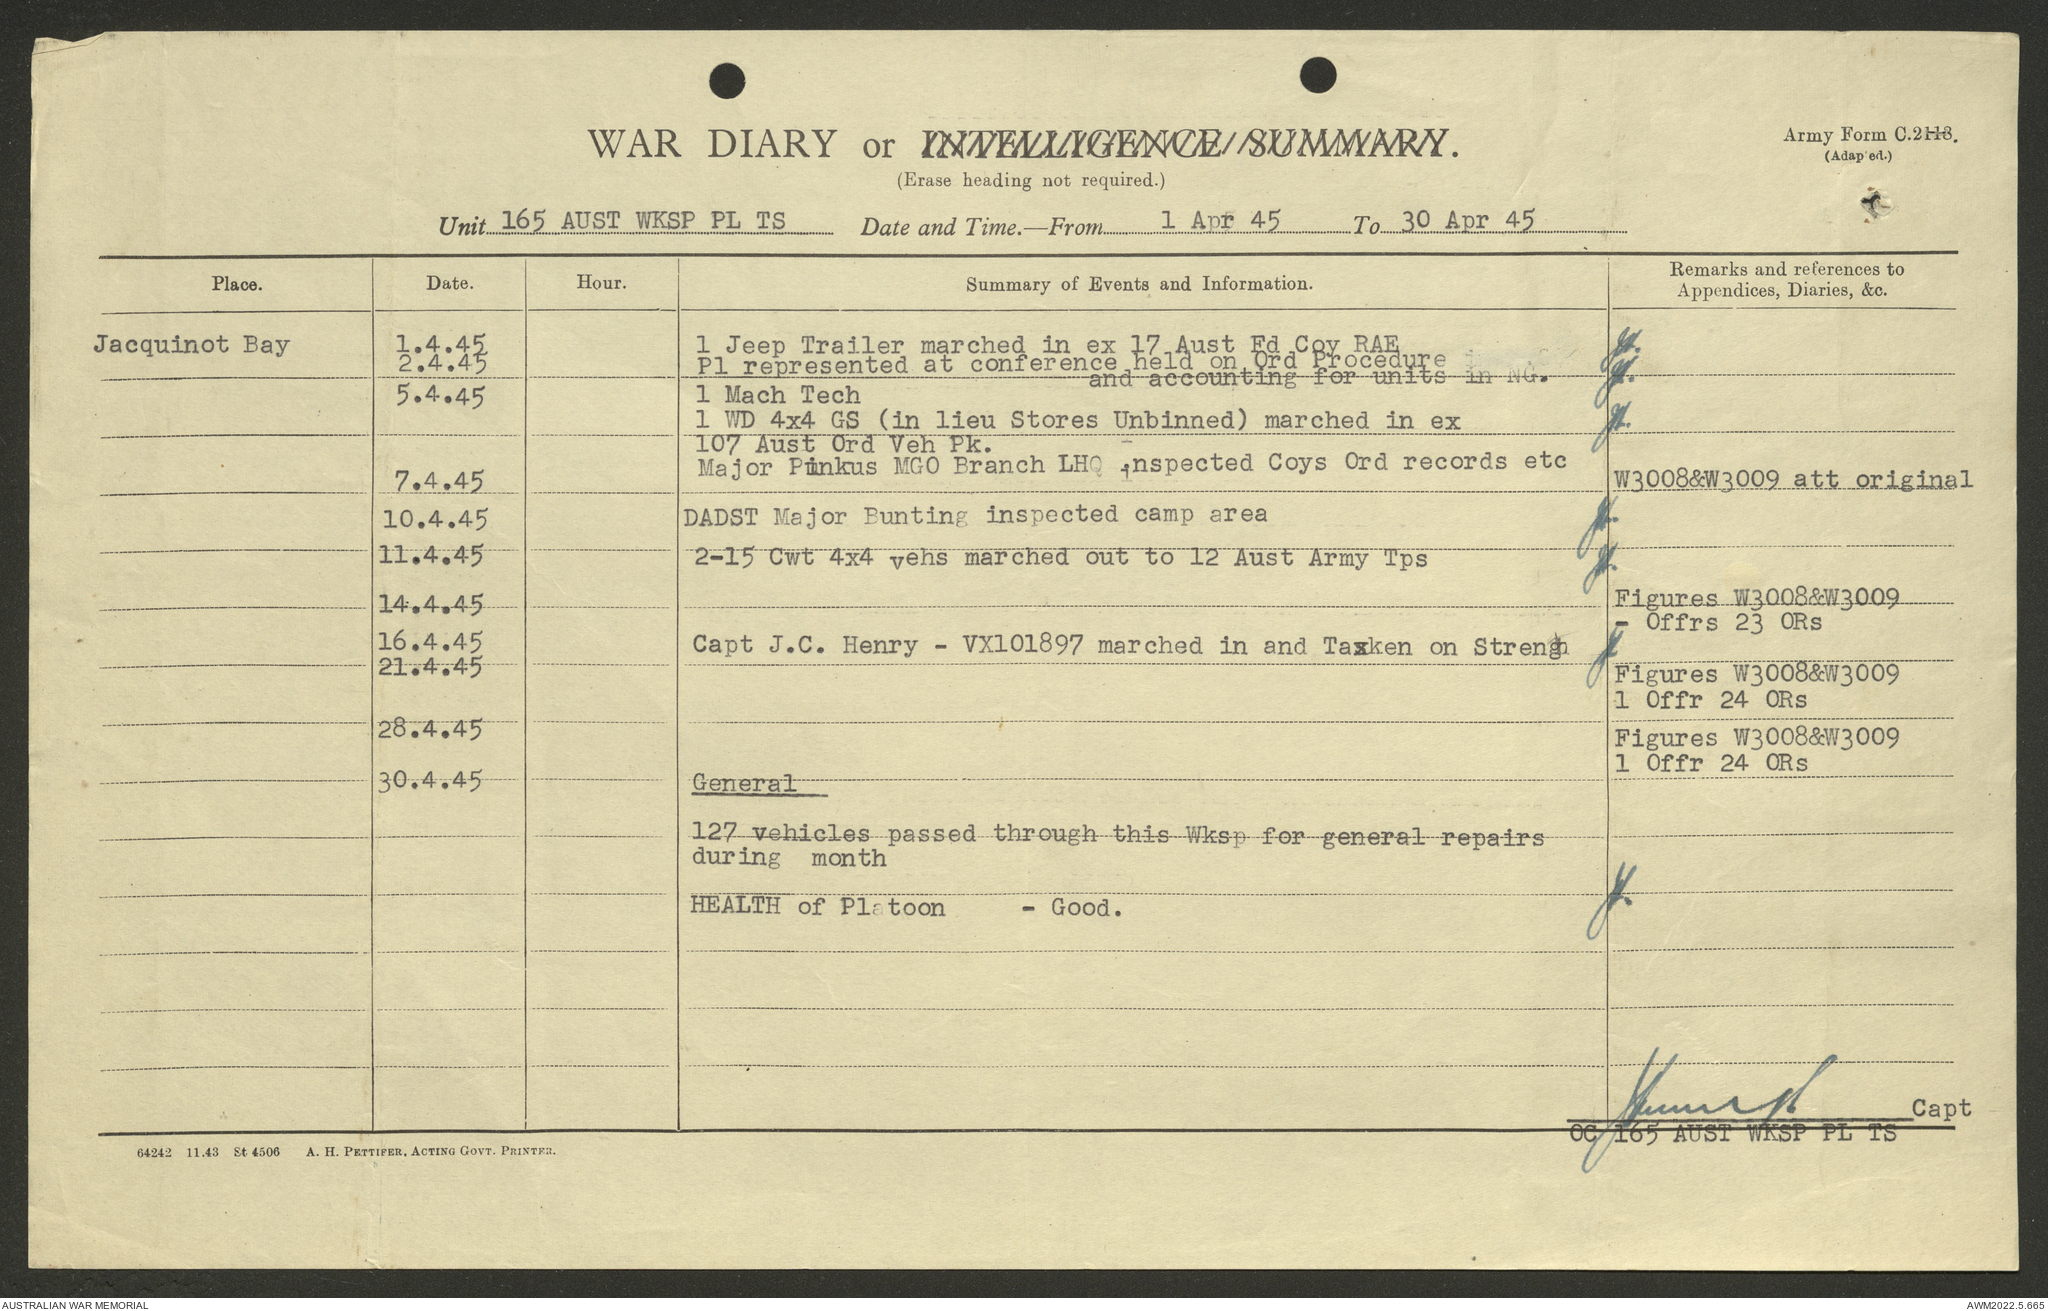 WAR DIARY or INTELLIGENCE SUMMARY.
Army Form C.2118.
(Adapted.)
(Erase heading not required.)
Unit 165 AUST WKSP PL TS Date and Time.—From 1 Apr 45 To 30 Apr 45
Place. Date. Hour. Summary of Events and Information. Remarks and references to
Appendices, Diaries, &c.
Jacquinot Bay 1.4.45 1 Jeep Trailer marched in ex 17 Aust Fd Coy RAE
2.4.45 Pl represented at conference held on Ord Procedure
and accounting for units in NG.
5.4.45 1 Mach Tech
1 WD 4x4 GS (in lieu Stores Unbinned) marched in ex
107 Aust Ord Veh Pk.
Major Pinkus MGO Branch LHQ inspected Coys Ord records etc
7.4.45 W3008&W3009 att original
10.4.45 DADST Major Bunting inspected camp area
11.4.45 2-15 Cwt 4x4 vehs marched out to 12 Aust Army Tps
14.4.45 Figures W3008&W3009
- Offrs 23 ORs
16.4.45 Capt J.C. Henry - VX101897 marched in and Taxken on Strength
21.4.45 Figures W3008&W3009
1 Offr 24 ORs
28.4.45 Figures W3008&W3009
1 Offr 24 ORs
30.4.45 General
127 vehicles passed through this Wksp for general repairs
during month
HEALTH of Platoon - Good.
Capt
OC 165 AUST WKSP PL TS
64242 11.43 St 4506 A. H. PETTIFER, ACTING GOVT. PRINTER.
AUSTRALIAN WAR MEMORIAL AWM2022.5.665